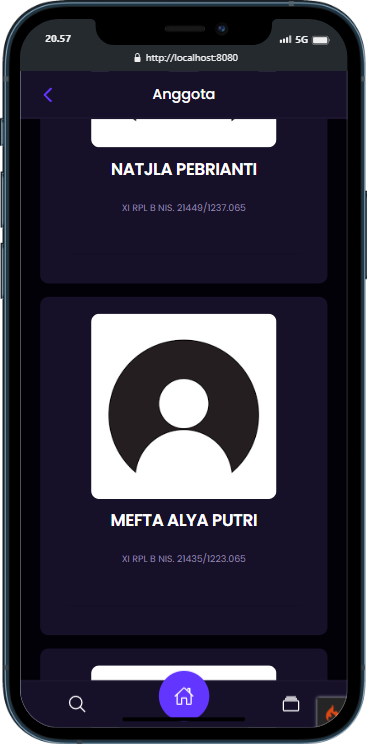 20.57
5G
http://localhost:8080
Anggota
NATJLA PEBRIANTI
XI RPL B NIS. 21449/1237.065
MEFTA ALYA PUTRI
XI RPL B NIS. 21435/1223.065